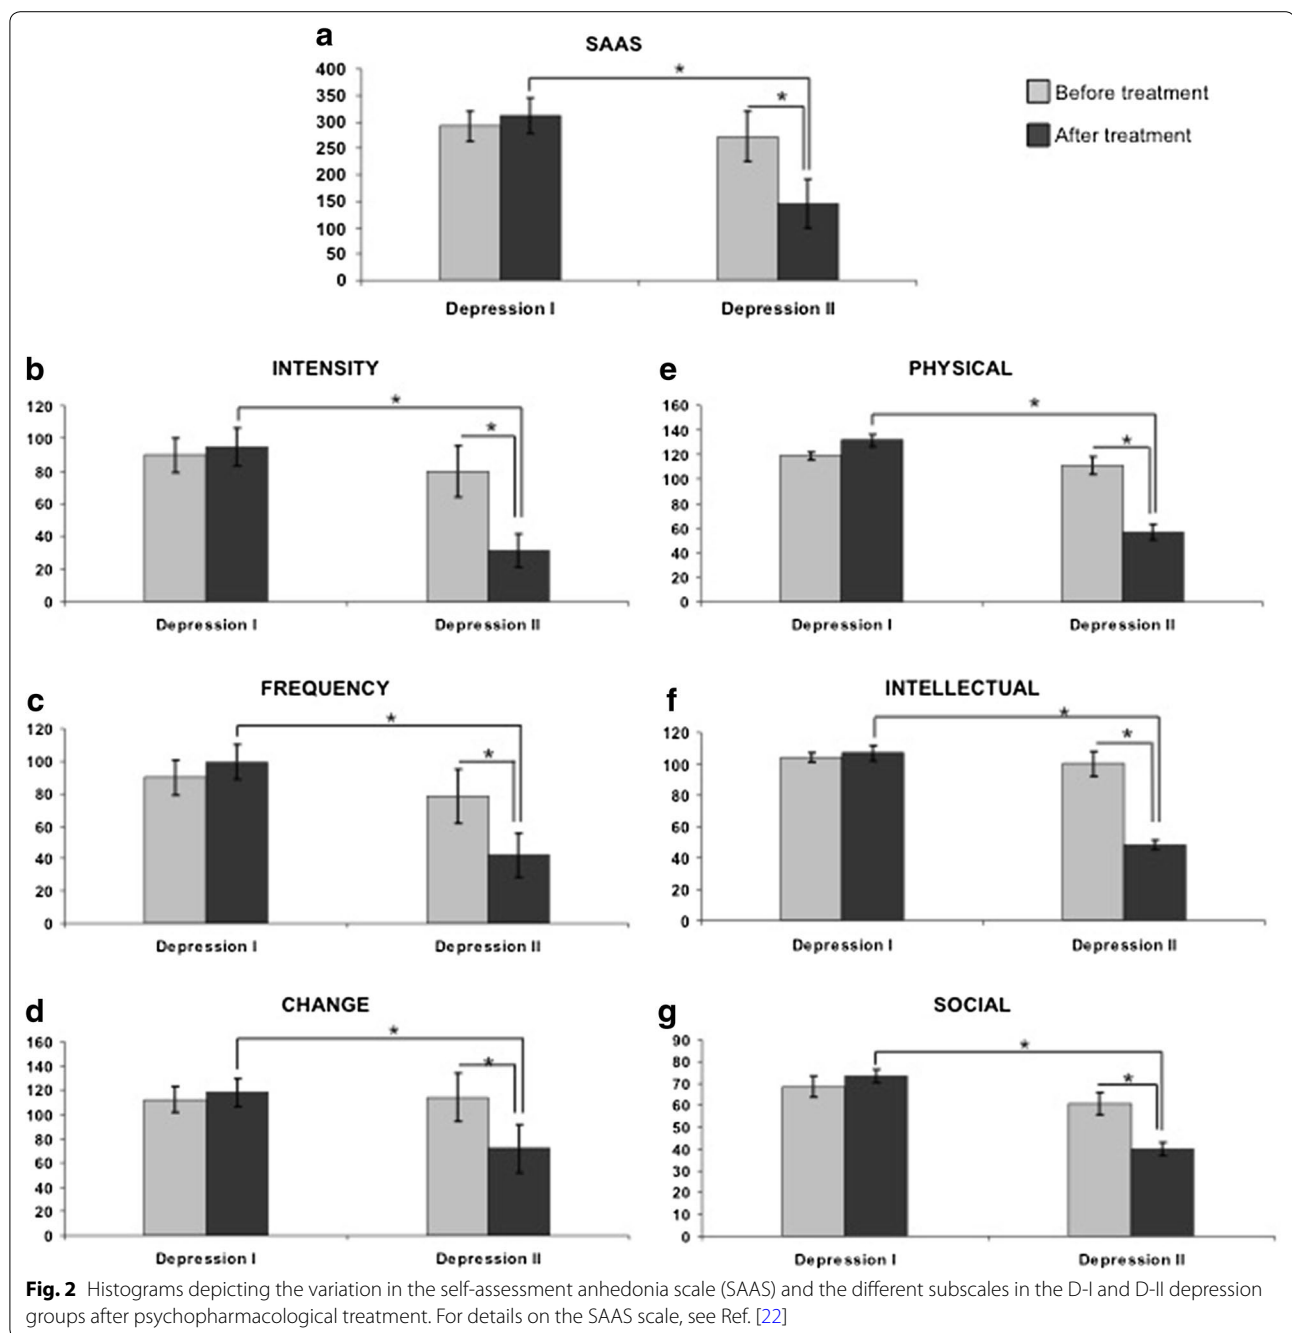 a
SAAS
*
*
400
350
300
250
200
150
100
50
0
Depression I
Depression II
Before treatment
After treatment
b
INTENSITY
*
*
120
100
80
60
40
20
0
Depression I
Depression II
e
PHYSICAL
*
*
160
140
120
100
80
60
40
20
0
Depression I
Depression II
c
FREQUENCY
*
*
120
100
80
60
40
20
0
Depression I
Depression II
f
INTELLECTUAL
*
*
120
100
80
60
40
20
0
Depression I
Depression II
d
CHANGE
*
*
160
140
120
100
80
60
40
20
0
Depression I
Depression II
g
SOCIAL
*
*
90
80
70
60
50
40
30
20
10
0
Depression I
Depression II
Fig. 2 Histograms depicting the variation in the self-assessment anhedonia scale (SAAS) and the different subscales in the D-I and D-II depression
groups after psychopharmacological treatment. For details on the SAAS scale, see Ref. [22]